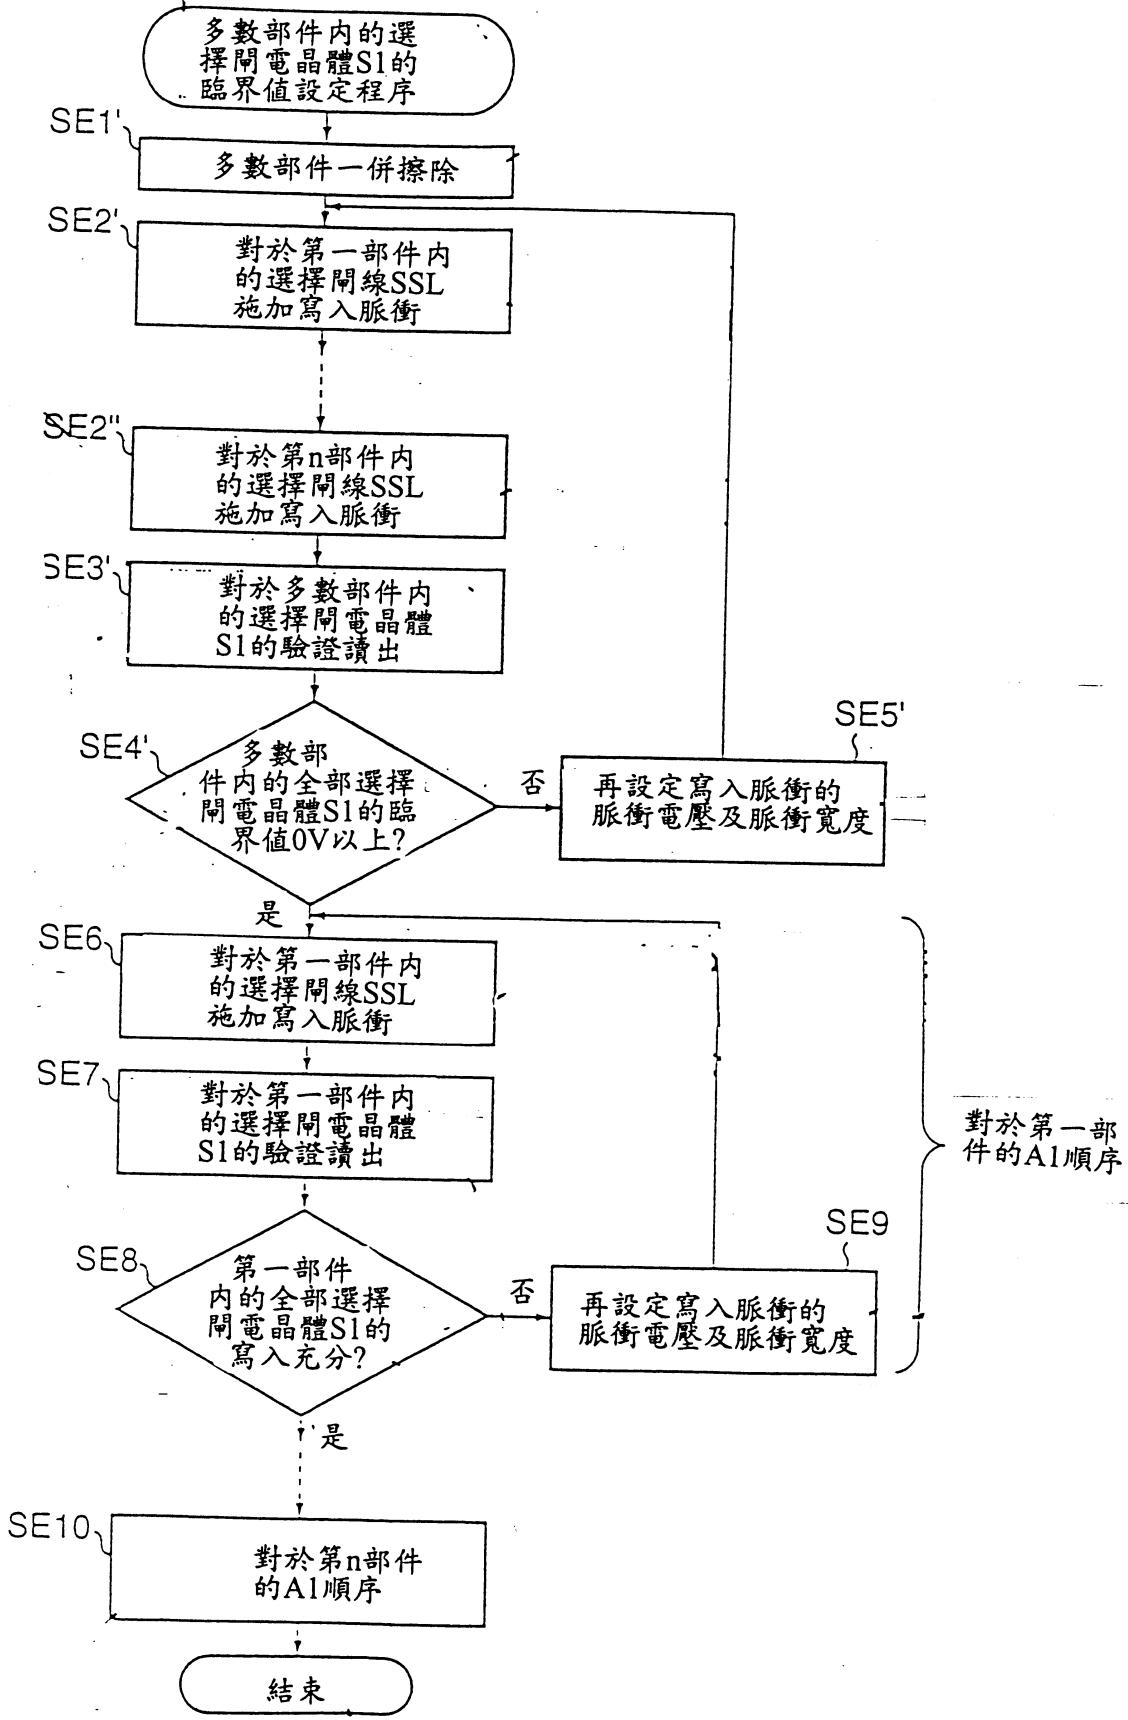 多數部件内的選
擇閘電晶體S1的
臨界值設定程序
SE1'
多數部件一併擦除
SE2'
對於第一部件内
的選擇閘線SSL
施加寫入脈衝
SE2"
對於第n部件内
的選擇閘線SSL
施加寫入脈衝
SE3'
對於多數部件内
的選擇閘電晶體
S1的驗證讀出
SE4'
多數部
件内的全部選擇
閘電晶體S1的臨
界值0V以上?
否
SE5'
再設定寫入脈衝的
脈衝電壓及脈衝寬度
是
SE6
對於第一部件内
的選擇閘線SSL
施加寫入脈衝
SE7
對於第一部件内
的選擇閘電晶體
S1的驗證讀出
對於第一部
件的A1順序
SE8
第一部件
内的全部選擇
閘電晶體S1的
寫入充分?
否
SE9
再設定寫入脈衝的
脈衝電壓及脈衝寬度
是
SE10
對於第n部件
的A1順序
結束